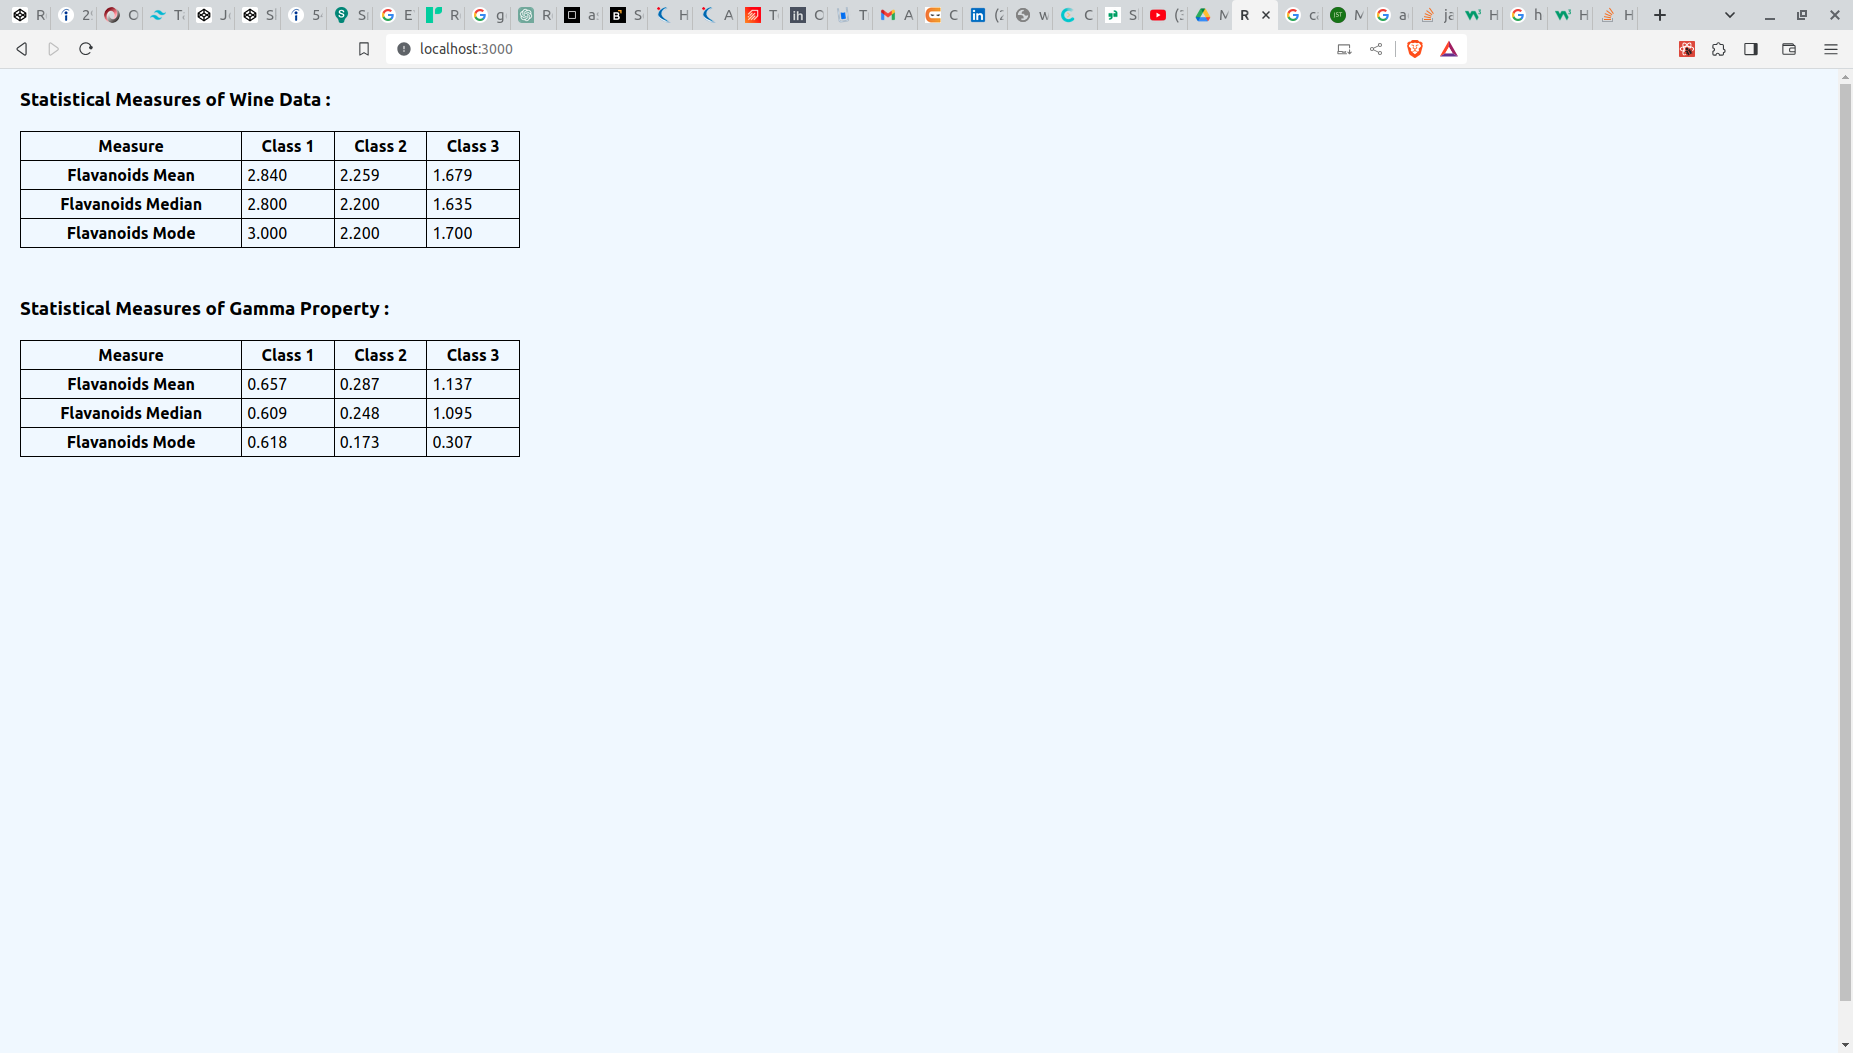 localhost:3000
Statistical Measures of Wine Data :
Measure Class 1 Class 2 Class 3
Flavanoids Mean 2.840 2.259 1.679
Flavanoids Median 2.800 2.200 1.635
Flavanoids Mode 3.000 2.200 1.700
Statistical Measures of Gamma Property :
Measure Class 1 Class 2 Class 3
Flavanoids Mean 0.657 0.287 1.137
Flavanoids Median 0.609 0.248 1.095
Flavanoids Mode 0.618 0.173 0.307